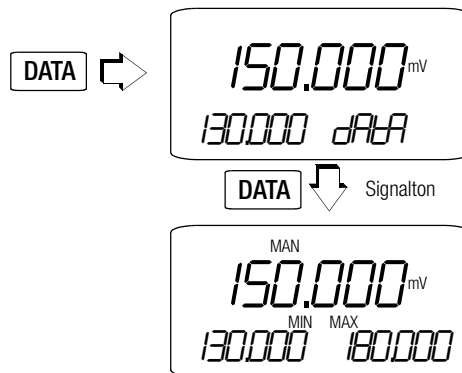 DATA
150.000 mV
130.000 dAtA
DATA Signalton
MAN
150.000 mV
MIN MAX
130.000 180.000